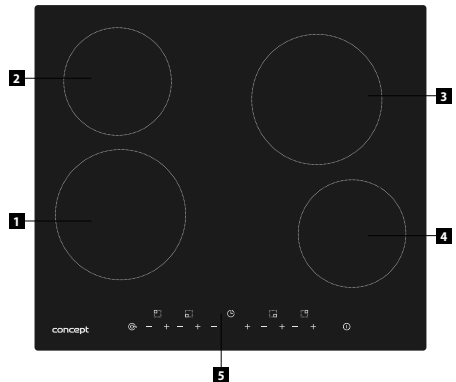 2
3
1
4
concept
− + − + − + − + − +
5